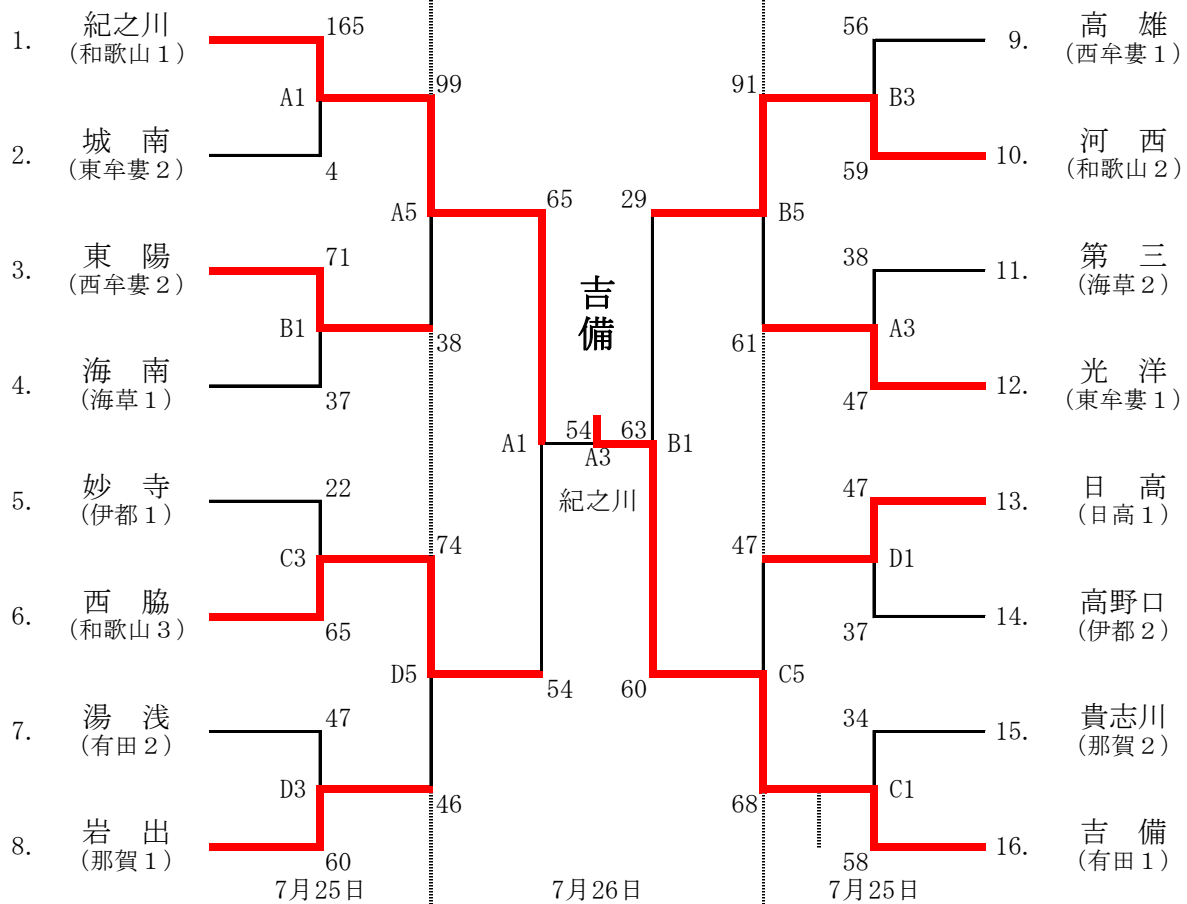 1.
紀之川
(和歌山１)
165
A1
99
2.
城　南
(東牟婁２)
4
A5
65
3.
東　陽
(西牟婁２)
71
B1
38
4.
海　南
(海草１)
37
A1
54
5.
妙　寺
(伊都１)
22
C3
74
6.
西　脇
(和歌山３)
65
D5
54
7.
湯　浅
(有田２)
47
D3
46
8.
岩　出
(那賀１)
60
7月25日
吉備
A3
紀之川
7月26日
56
高　雄
9.
(西牟婁１)
91
B3
河　西
10.
(和歌山２)
59
29
B5
38
第　三
11.
(海草２)
61
A3
光　洋
12.
(東牟婁１)
47
63
B1
47
日　高
13.
(日高１)
47
D1
高野口
14.
(伊都２)
37
60
C5
34
貴志川
15.
(那賀２)
68
C1
吉　備
16.
(有田１)
58
7月25日